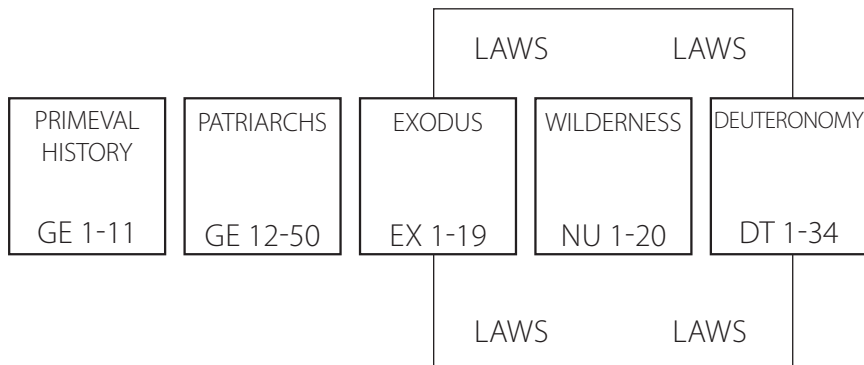 LAWS LAWS
PRIMEVAL
HISTORY
GE 1-11
PATRIARCHS
GE 12-50
EXODUS
EX 1-19
WILDERNESS
NU 1-20
DEUTERONOMY
DT 1-34
LAWS LAWS